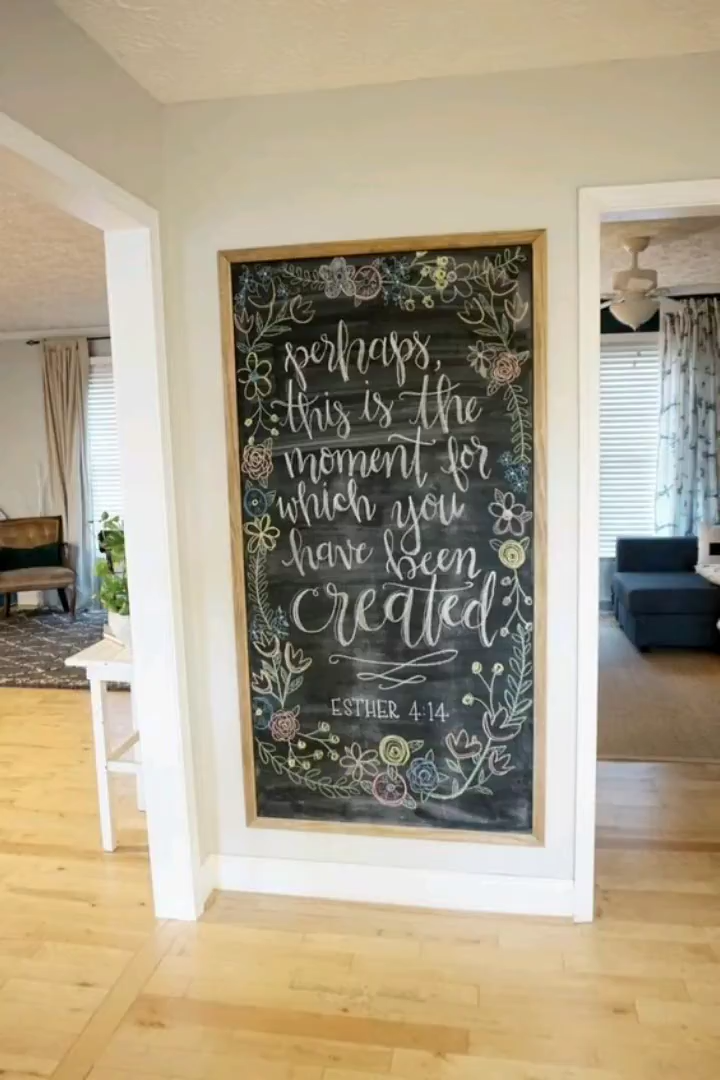 perhaps,
this is the
moment for
which you
have been
created
ESTHER 4:14